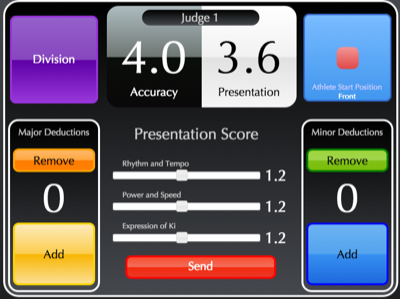 Judge 1
Division
4.0
Accuracy
3.6
Presentation
Athlete Start Position
Front
Major Deductions
Remove
0
Add
Presentation Score
Rhythm and Tempo
1.2
Power and Speed
1.2
Expression of Ki
1.2
Send
Minor Deductions
Remove
0
Add